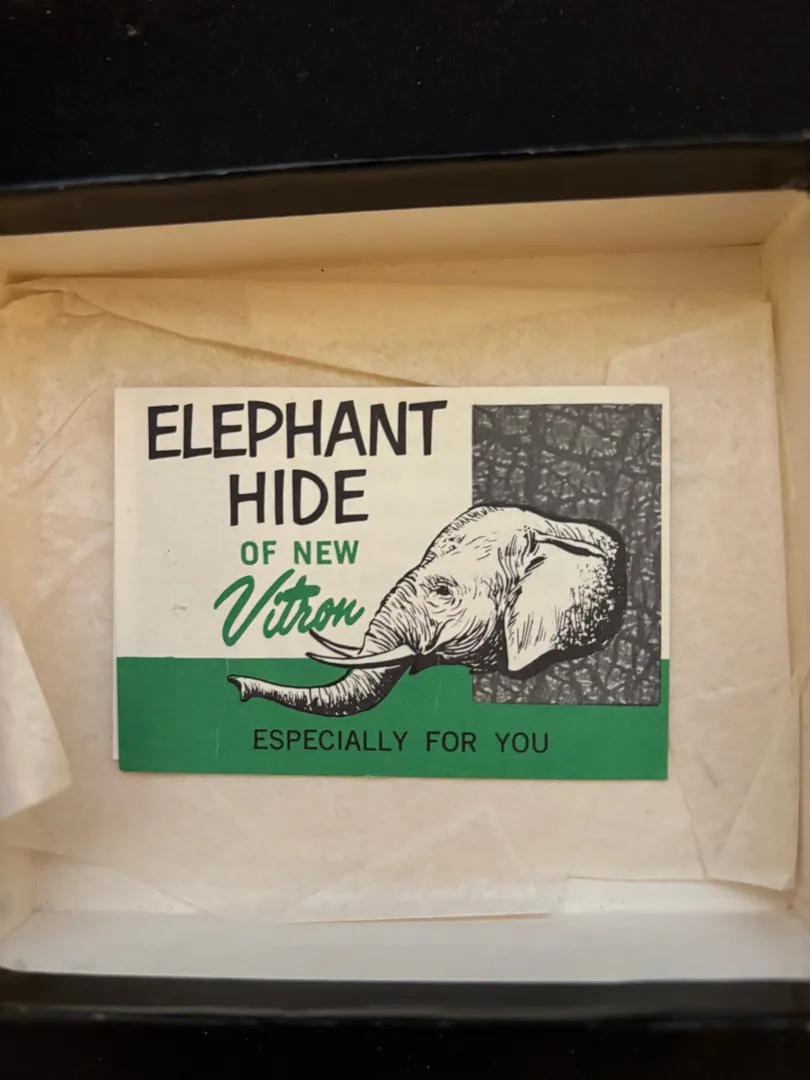 ELEPHANT
HIDE
OF NEW
Vitron
ESPECIALLY FOR YOU